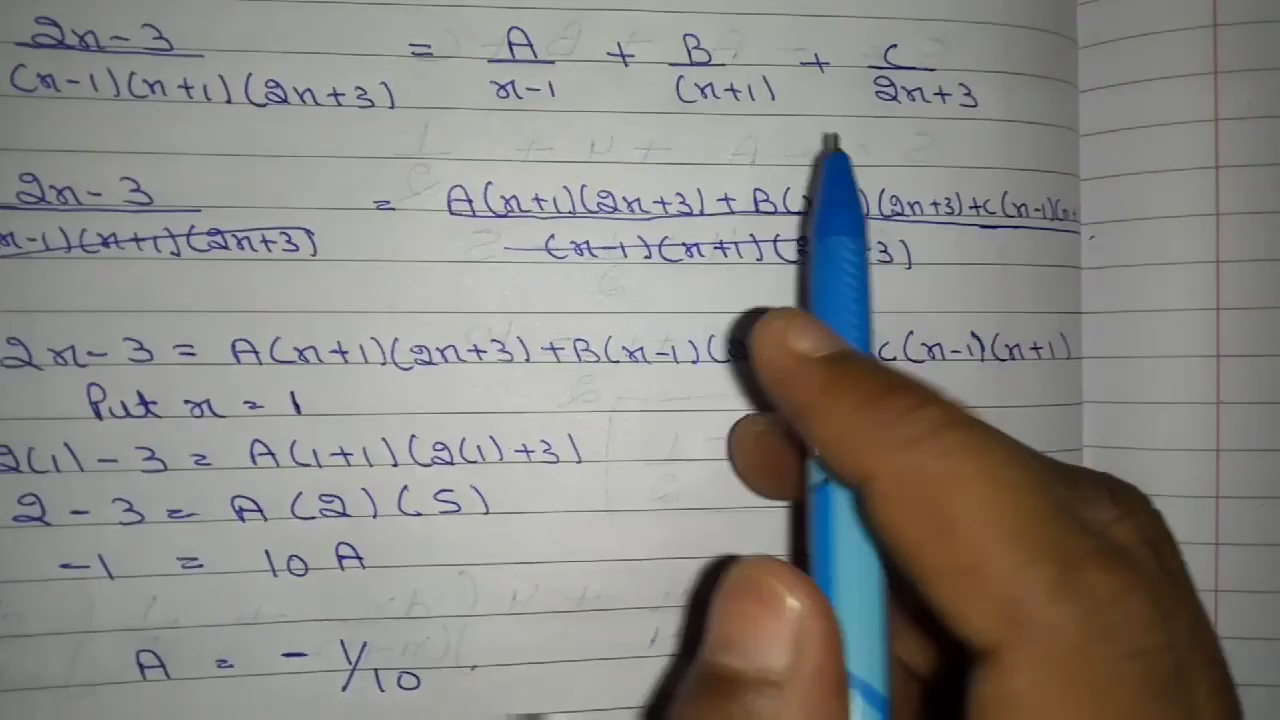 2x-3 / (x-1)(x+1)(2x+3) = A / x-1 + B / (x+1) + C / 2x+3
2x-3 / x-1)(x+1)(2x+3) = A(x+1)(2x+3) + B( )(2x+3)+C(x-1)( / (x-1)(x+1)( 3)
2x-3 = A(x+1)(2x+3) + B(x-1)( C(x-1)(x+1)
Put x = 1
2(1) - 3 = A(1+1)(2(1)+3)
2 - 3 = A(2)(5)
-1 = 10 A
A = - 1/10